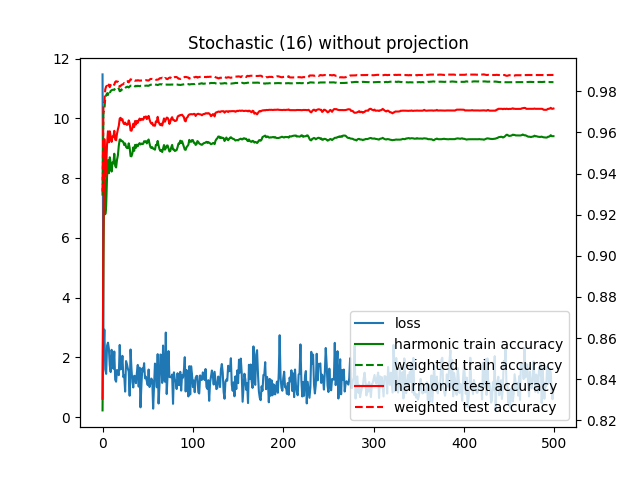 Stochastic (16) without projection
12
10
8
6
4
2
0
0.98
0.96
0.94
0.92
0.90
0.88
0.86
0.84
0.82
loss
harmonic train accuracy
weighted train accuracy
harmonic test accuracy
weighted test accuracy
0 100 200 300 400 500